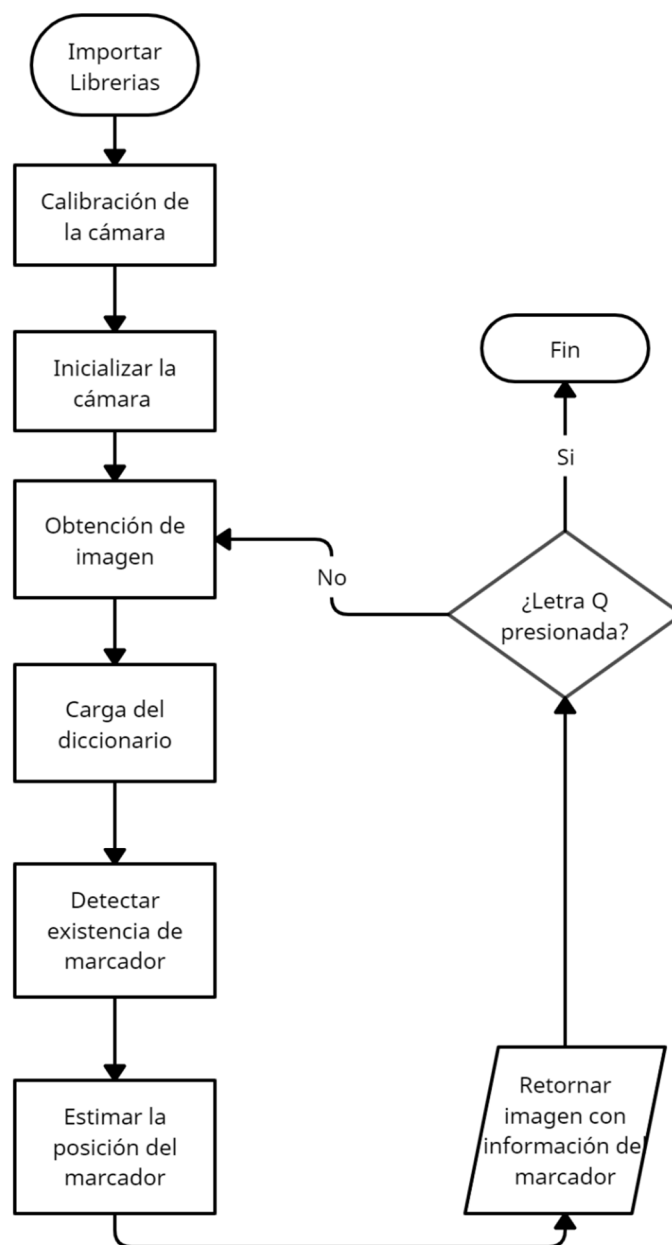 Importar
Librerias
Calibración de
la cámara
Inicializar la
cámara
Obtención de
imagen
Carga del
diccionario
Detectar
existencia de
marcador
Estimar la
posición del
marcador
Retornar
imagen con
información del
marcador
¿Letra Q
presionada?
No
Si
Fin